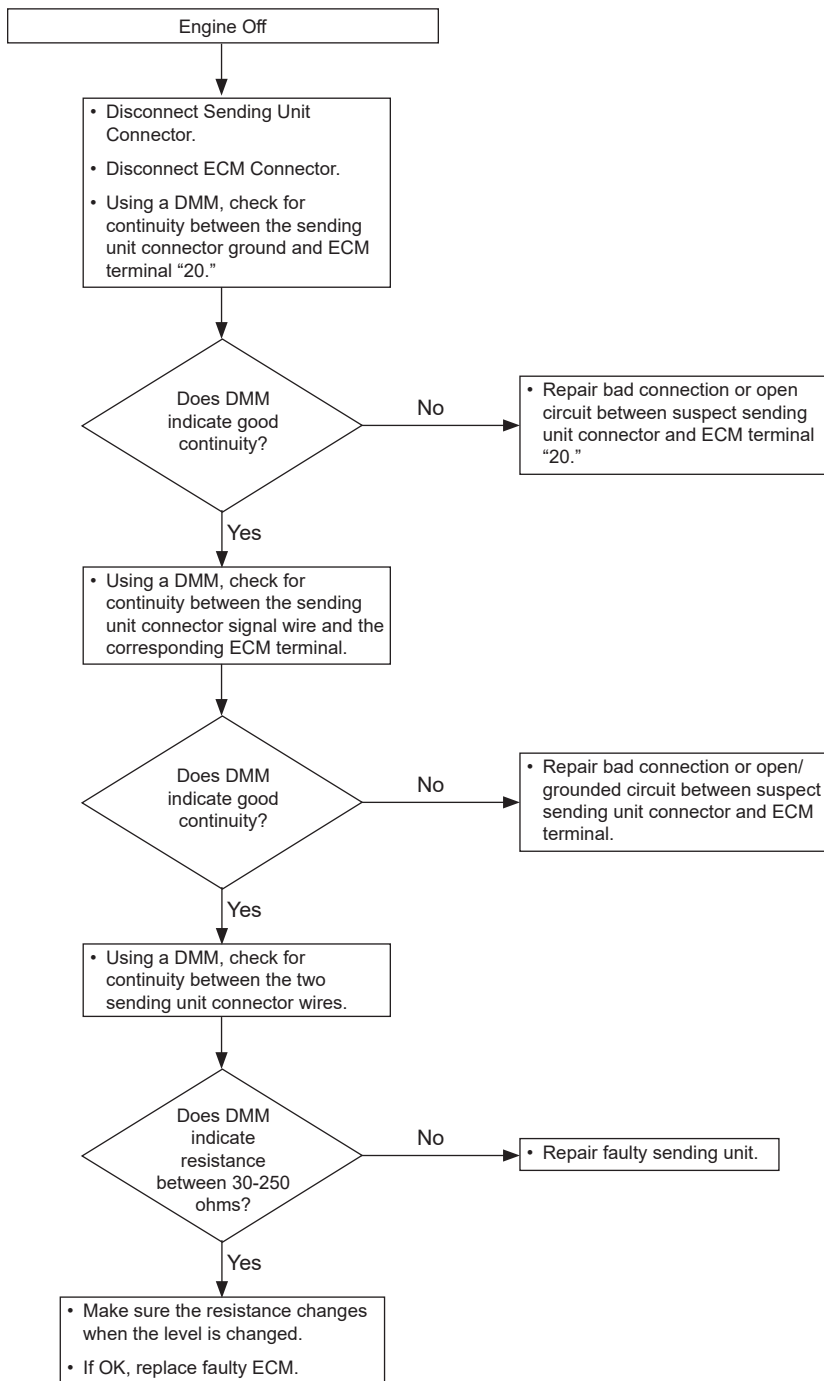 Engine Off
• Disconnect Sending Unit
Connector.
• Disconnect ECM Connector.
• Using a DMM, check for
continuity between the sending
unit connector ground and ECM
terminal “20.”
Does DMM
indicate good
continuity?
No
• Repair bad connection or open
circuit between suspect sending
unit connector and ECM terminal
“20.”
Yes
• Using a DMM, check for
continuity between the sending
unit connector signal wire and the
corresponding ECM terminal.
Does DMM
indicate good
continuity?
No
• Repair bad connection or open/
grounded circuit between suspect
sending unit connector and ECM
terminal.
Yes
• Using a DMM, check for
continuity between the two
sending unit connector wires.
Does DMM
indicate
resistance
between 30-250
ohms?
No
• Repair faulty sending unit.
Yes
• Make sure the resistance changes
when the level is changed.
• If OK, replace faulty ECM.